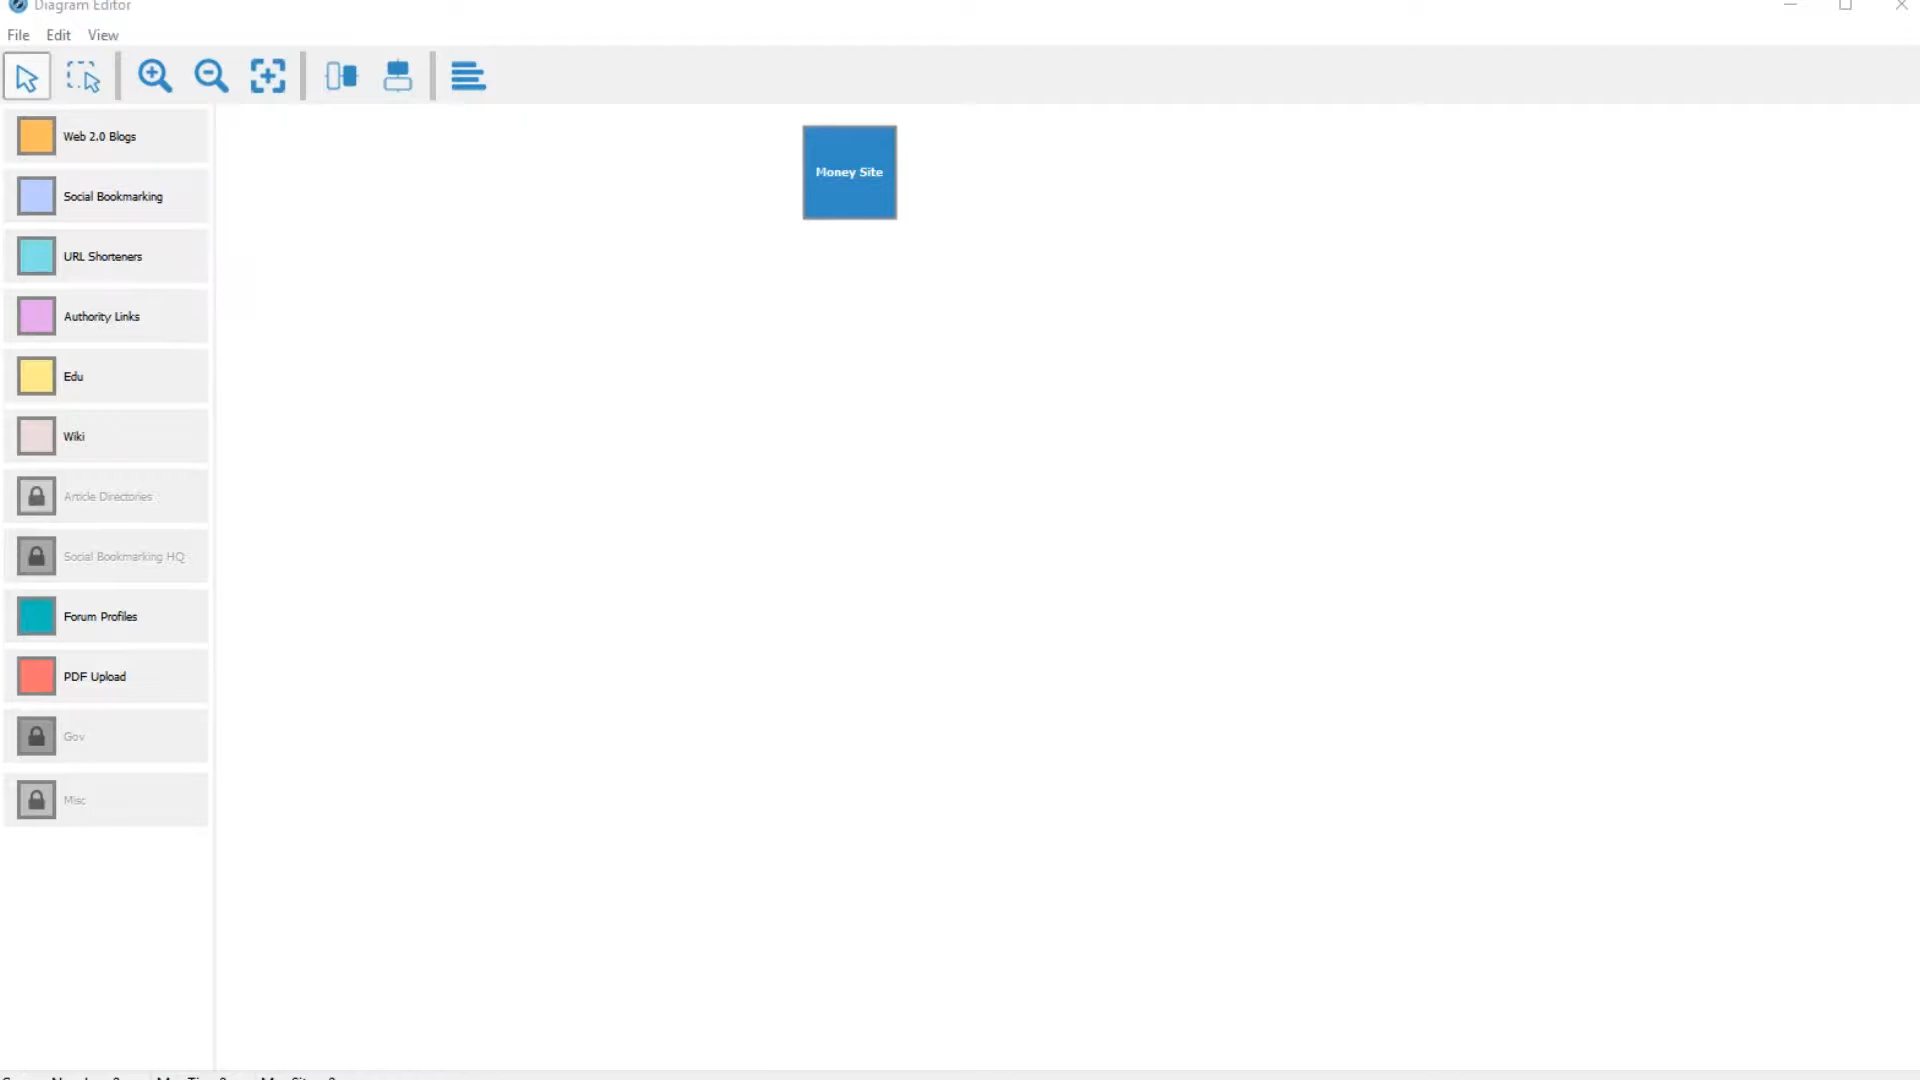 Diagram Editor
File Edit View
Web 2.0 Blogs
Money Site
Social Bookmarking
URL Shorteners
Authority Links
Edu
Wiki
Article Directories
Social Bookmarking HQ
Forum Profiles
PDF Upload
Gov
Misc